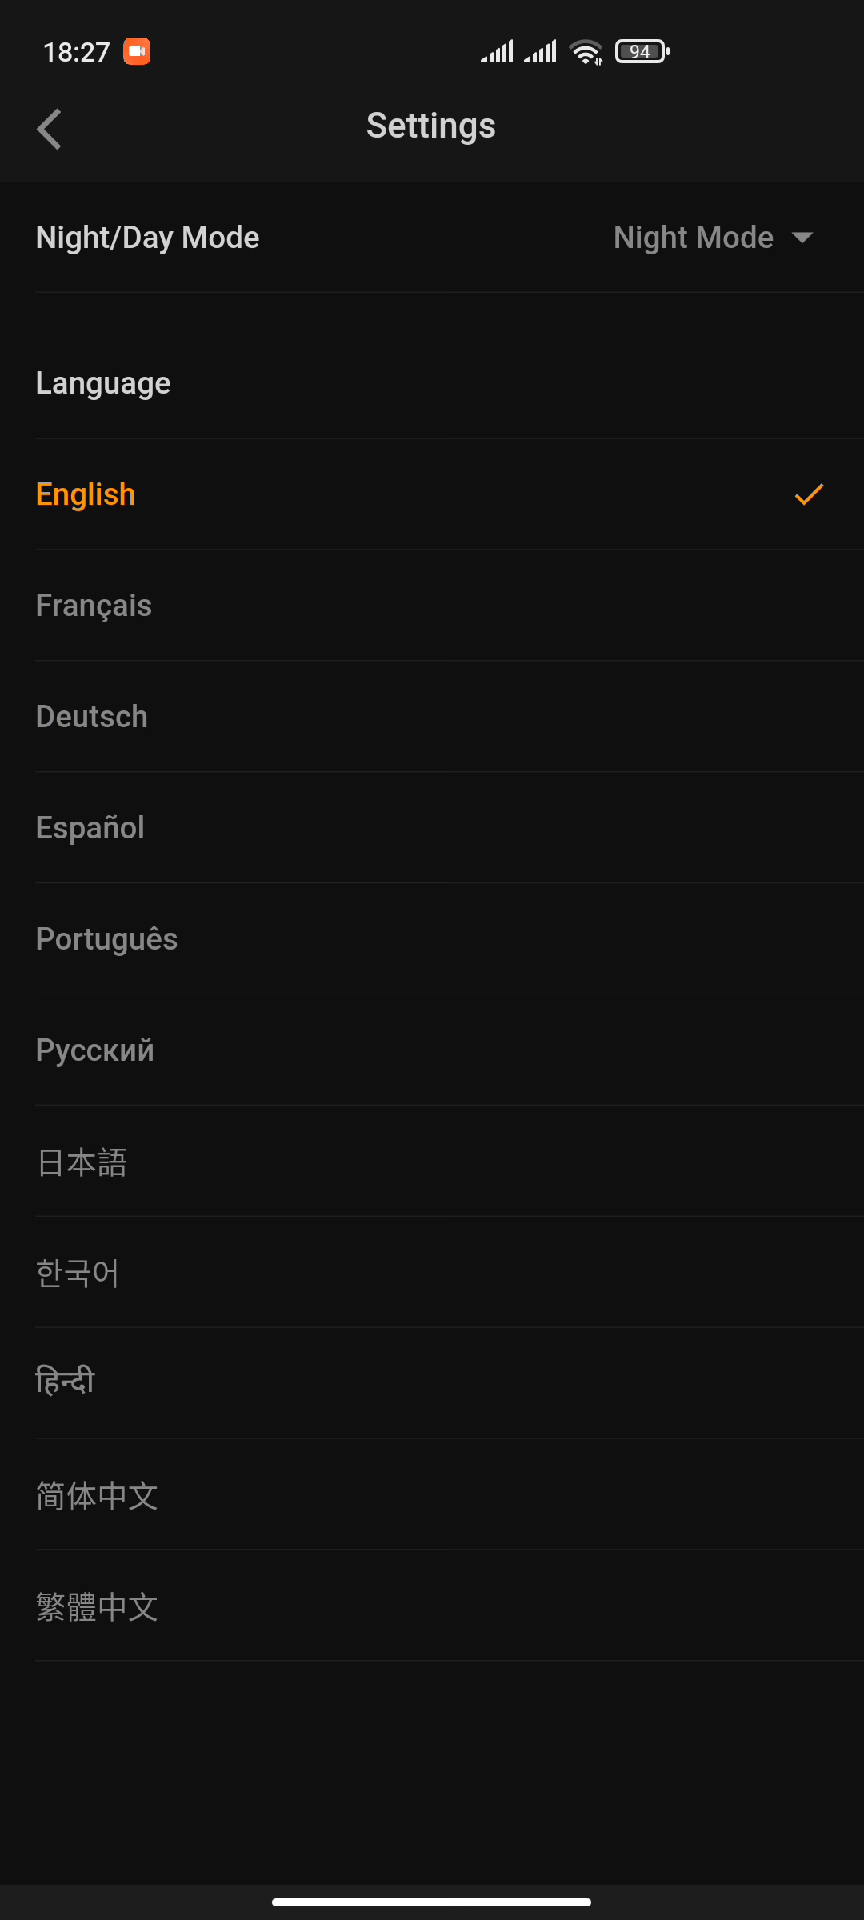 18:27
94
Settings
Night/Day Mode
Night Mode
Language
English
Français
Deutsch
Español
Português
Русский
日本語
한국어
हिन्दी
简体中文
繁體中文